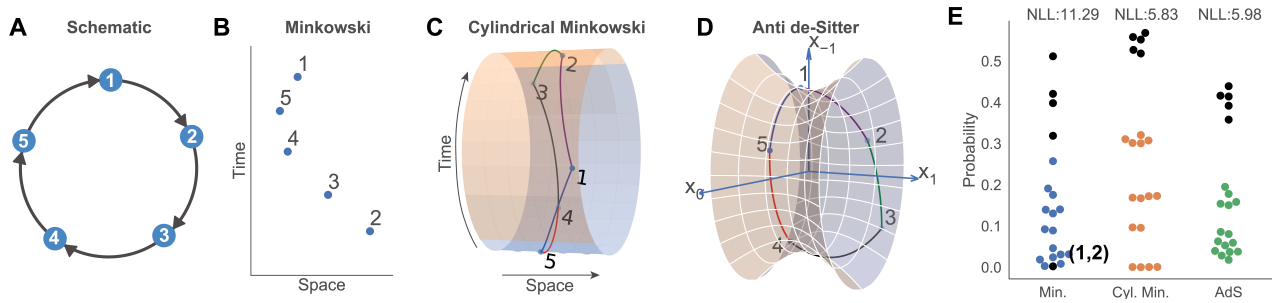 A
Schematic
1
2
3
4
5
B
Minkowski
Time
1
5
4
3
2
Space
C
Cylindrical Minkowski
Time
2
3
1
4
5
Space
D
Anti de-Sitter
X₋₁
1
2
5
X₀
X₁
3
4
E
NLL:11.29 NLL:5.83 NLL:5.98
Probability
0.5
0.4
0.3
0.2
0.1
0.0
(1,2)
Min. Cyl. Min. AdS